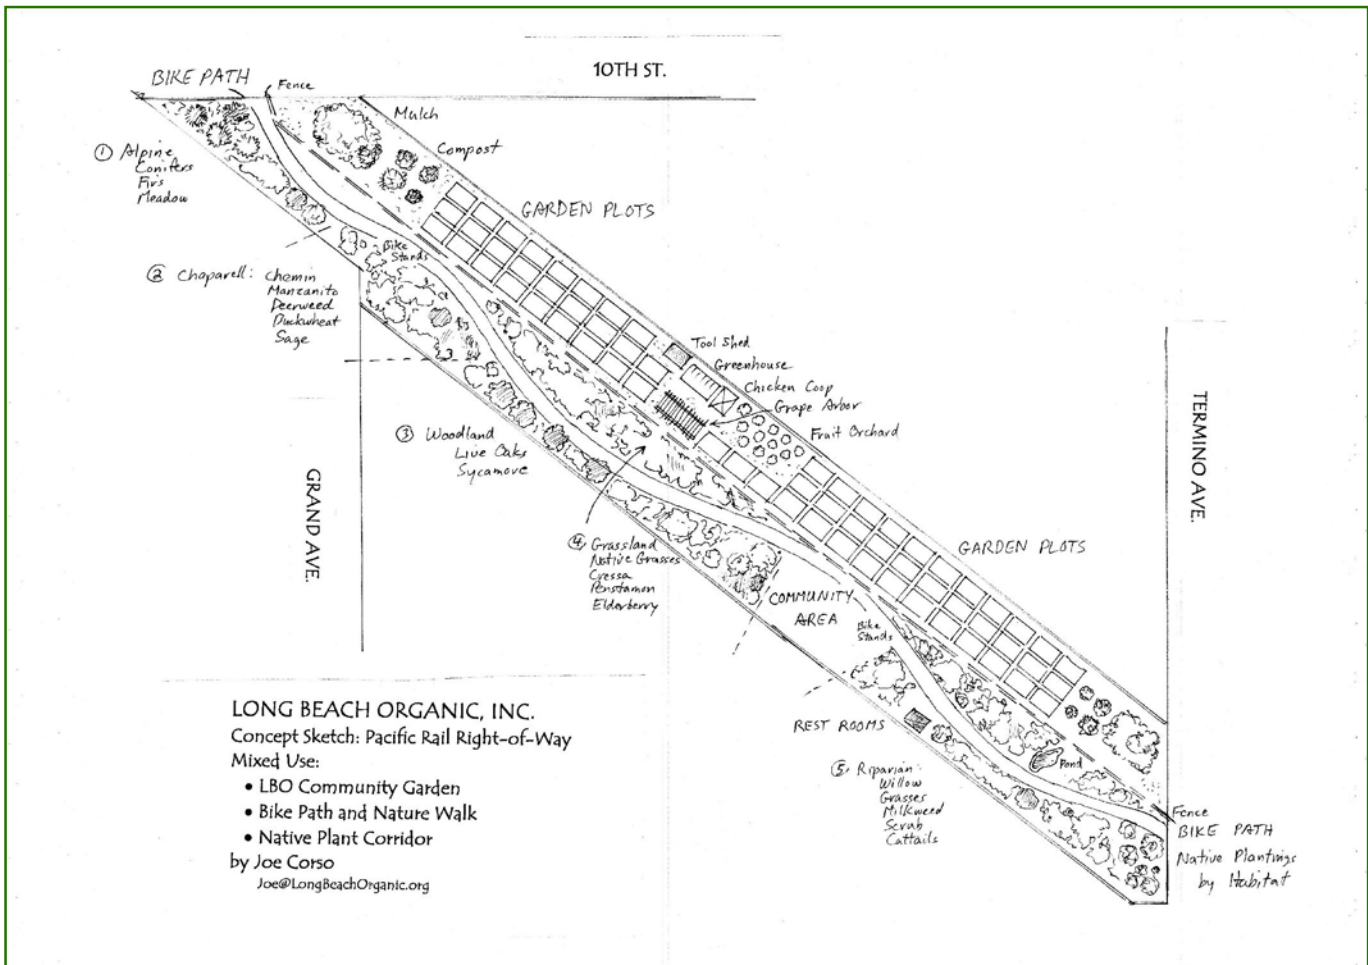 10TH ST.
BIKE PATH
Fence
Mulch
Compost
① Alpine
Conifers
Firs
Meadow
GARDEN PLOTS
Bike
Stands
② Chaparell: Chemin
Manzanito
Deerweed
Buckwheat
Sage
Tool Shed
Greenhouse
Chicken Coop
Grape Arbor
Fruit Orchard
③ Woodland
Live Oaks
Sycamore
GRAND AVE.
TERMINO AVE.
④ Grassland
Native Grasses
Cressa
Penstamon
Elderberry
GARDEN PLOTS
COMMUNITY
AREA
Bike
Stands
REST ROOMS
Pond
⑤ Riparian:
Willow
Grasses
Milkweed
Scrub
Cattails
Fence
BIKE PATH
Native Plantings
by Habitat
LONG BEACH ORGANIC, INC.
Concept Sketch: Pacific Rail Right-of-Way
Mixed Use:
• LBO Community Garden
• Bike Path and Nature Walk
• Native Plant Corridor
by Joe Corso
Joe@LongBeachOrganic.org